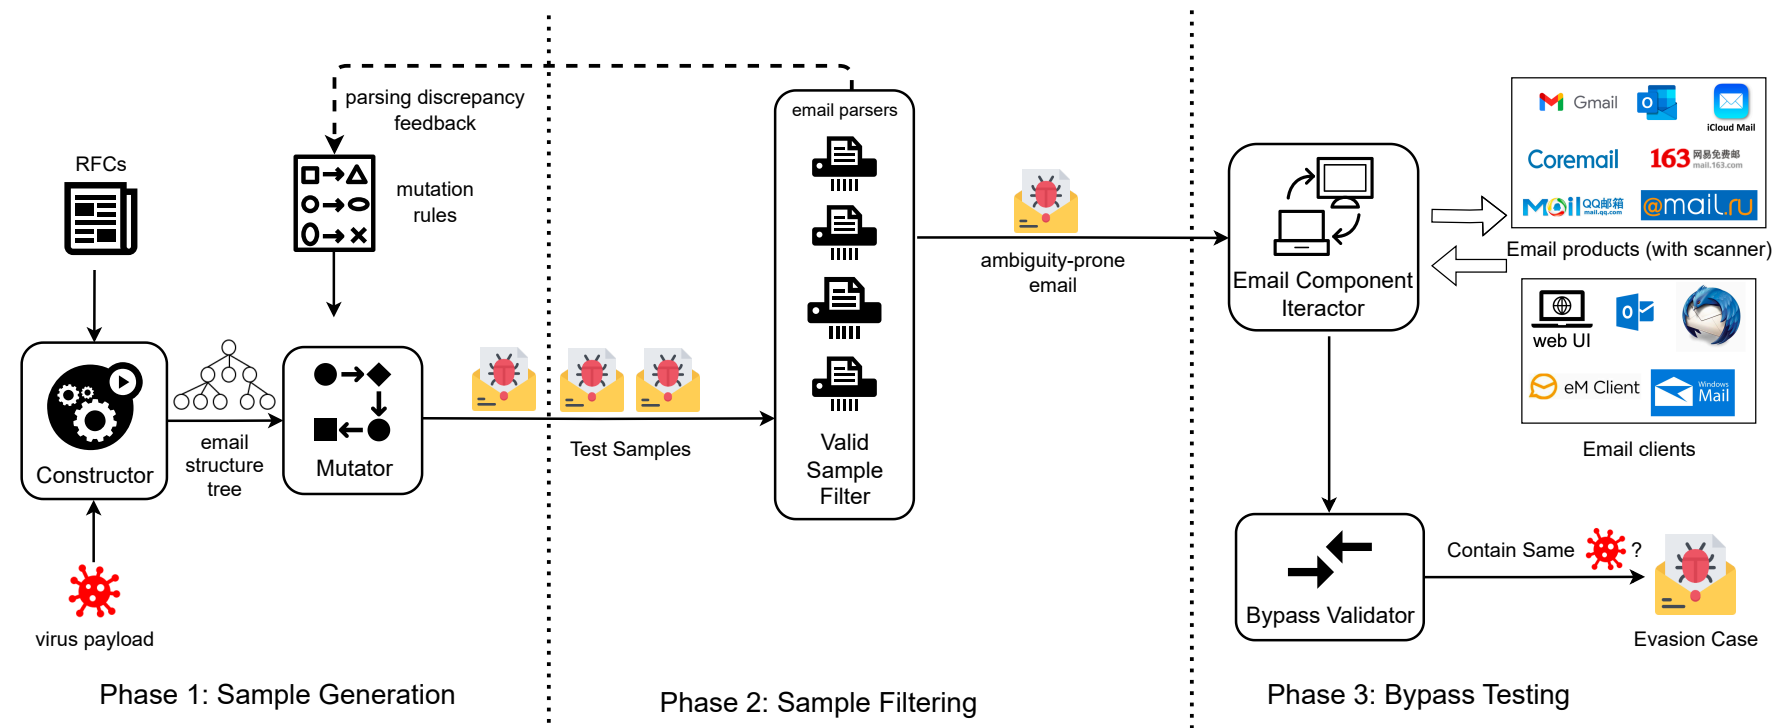 RFCs
parsing discrepancy
feedback
mutation
rules
Constructor
email
structure
tree
Mutator
virus payload
Phase 1: Sample Generation
Test Samples
email parsers
Valid
Sample
Filter
Phase 2: Sample Filtering
ambiguity-prone
email
Email Component
Iteractor
Gmail
O
iCloud Mail
Coremail
163 网易免费邮
mail.163.com
Mail QQ邮箱
mail.qq.com
@mail.ru
Email products (with scanner)
web UI
O
eM Client
Windows
Mail
Email clients
Bypass Validator
Contain Same ?
Evasion Case
Phase 3: Bypass Testing